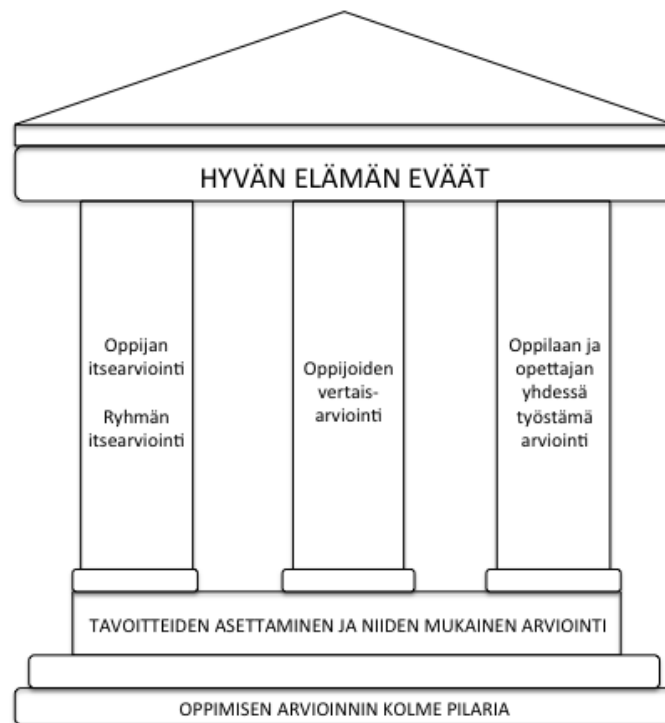 HYVÄN ELÄMÄN EVÄÄT
Oppijan
itsearviointi
Ryhmän
itsearviointi
Oppijoiden
vertais-
arviointi
Oppilaan ja
opettajan
yhdessä
työstämä
arviointi
TAVOITTEIDEN ASETTAMINEN JA NIIDEN MUKAINEN ARVIOINTI
OPPIMISEN ARVIOINNIN KOLME PILARIA